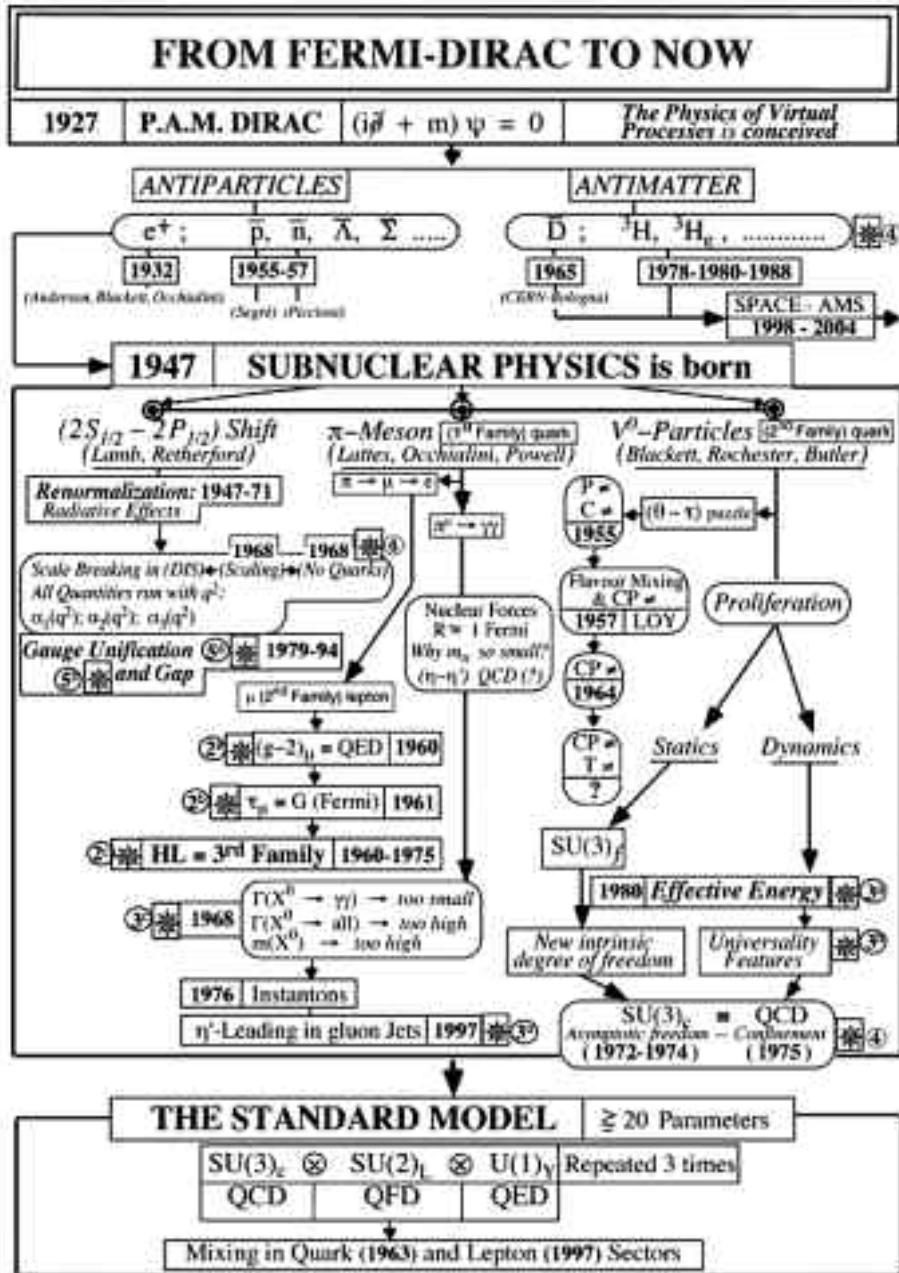 FROM FERMI-DIRAC TO NOW
1927 P.A.M. DIRAC (i∂̸ + m) ψ = 0 The Physics of Virtual
Processes is conceived
ANTIPARTICLES ANTIMATTER
e⁺ ; p̄, n̄, Λ̄, Σ̄ ..... D̄ ; ³H, ³Hₑ , ............ 4
1932 1955-57 1965 1978-1980-1988
(Anderson, Blackett, Occhialini) (Segrè) (Piccioni) (CERN-Bologna)
SPACE - AMS
1998 - 2004
1947 SUBNUCLEAR PHYSICS is born
(2S₁/₂ – 2P₁/₂) Shift π–Meson (1st Family) quark V⁰–Particles (2nd Family) quark
(Lamb, Retherford) (Lattes, Occhialini, Powell) (Blackett, Rochester, Butler)
Renormalization: 1947-71
Radiative Effects
π → μ → e
π⁰ → γγ
P ≠
C ≠
1955
(θ – τ) puzzle
1968 1968 4
Scale Breaking in (DIS) (Scaling) (No Quarks)
All Quantities run with q²:
α₁(q²); α₂(q²); α₃(q²)
Gauge Unification 1979-94
and Gap
Nuclear Forces
R ≈ 1 Fermi
Why mπ so small?
(η–η′) QCD (?)
Flavour Mixing
& CP ≠
1957 LOY
CP ≠
1964
CP ≠
T ≠
?
Proliferation
Statics Dynamics
μ (2nd Family) lepton
(g–2)μ ≡ QED 1960
≡ G (Fermi) 1961
HL ≡ 3rd Family 1960-1975
SU(3)f
1980 Effective Energy
1968
Γ(X⁰ → γγ) → too small
Γ(X⁰ → all) → too high
m(X⁰) → too high
New intrinsic
degree of freedom
Universality
Features
1976 Instantons
η′-Leading in gluon Jets 1997
SU(3)c ≡ QCD
Asymptotic freedom – Confinement
(1972-1974) (1975) 4
THE STANDARD MODEL ≧ 20 Parameters
SU(3)c ⊗ SU(2)L ⊗ U(1)Y Repeated 3 times
QCD QFD QED
Mixing in Quark (1963) and Lepton (1997) Sectors